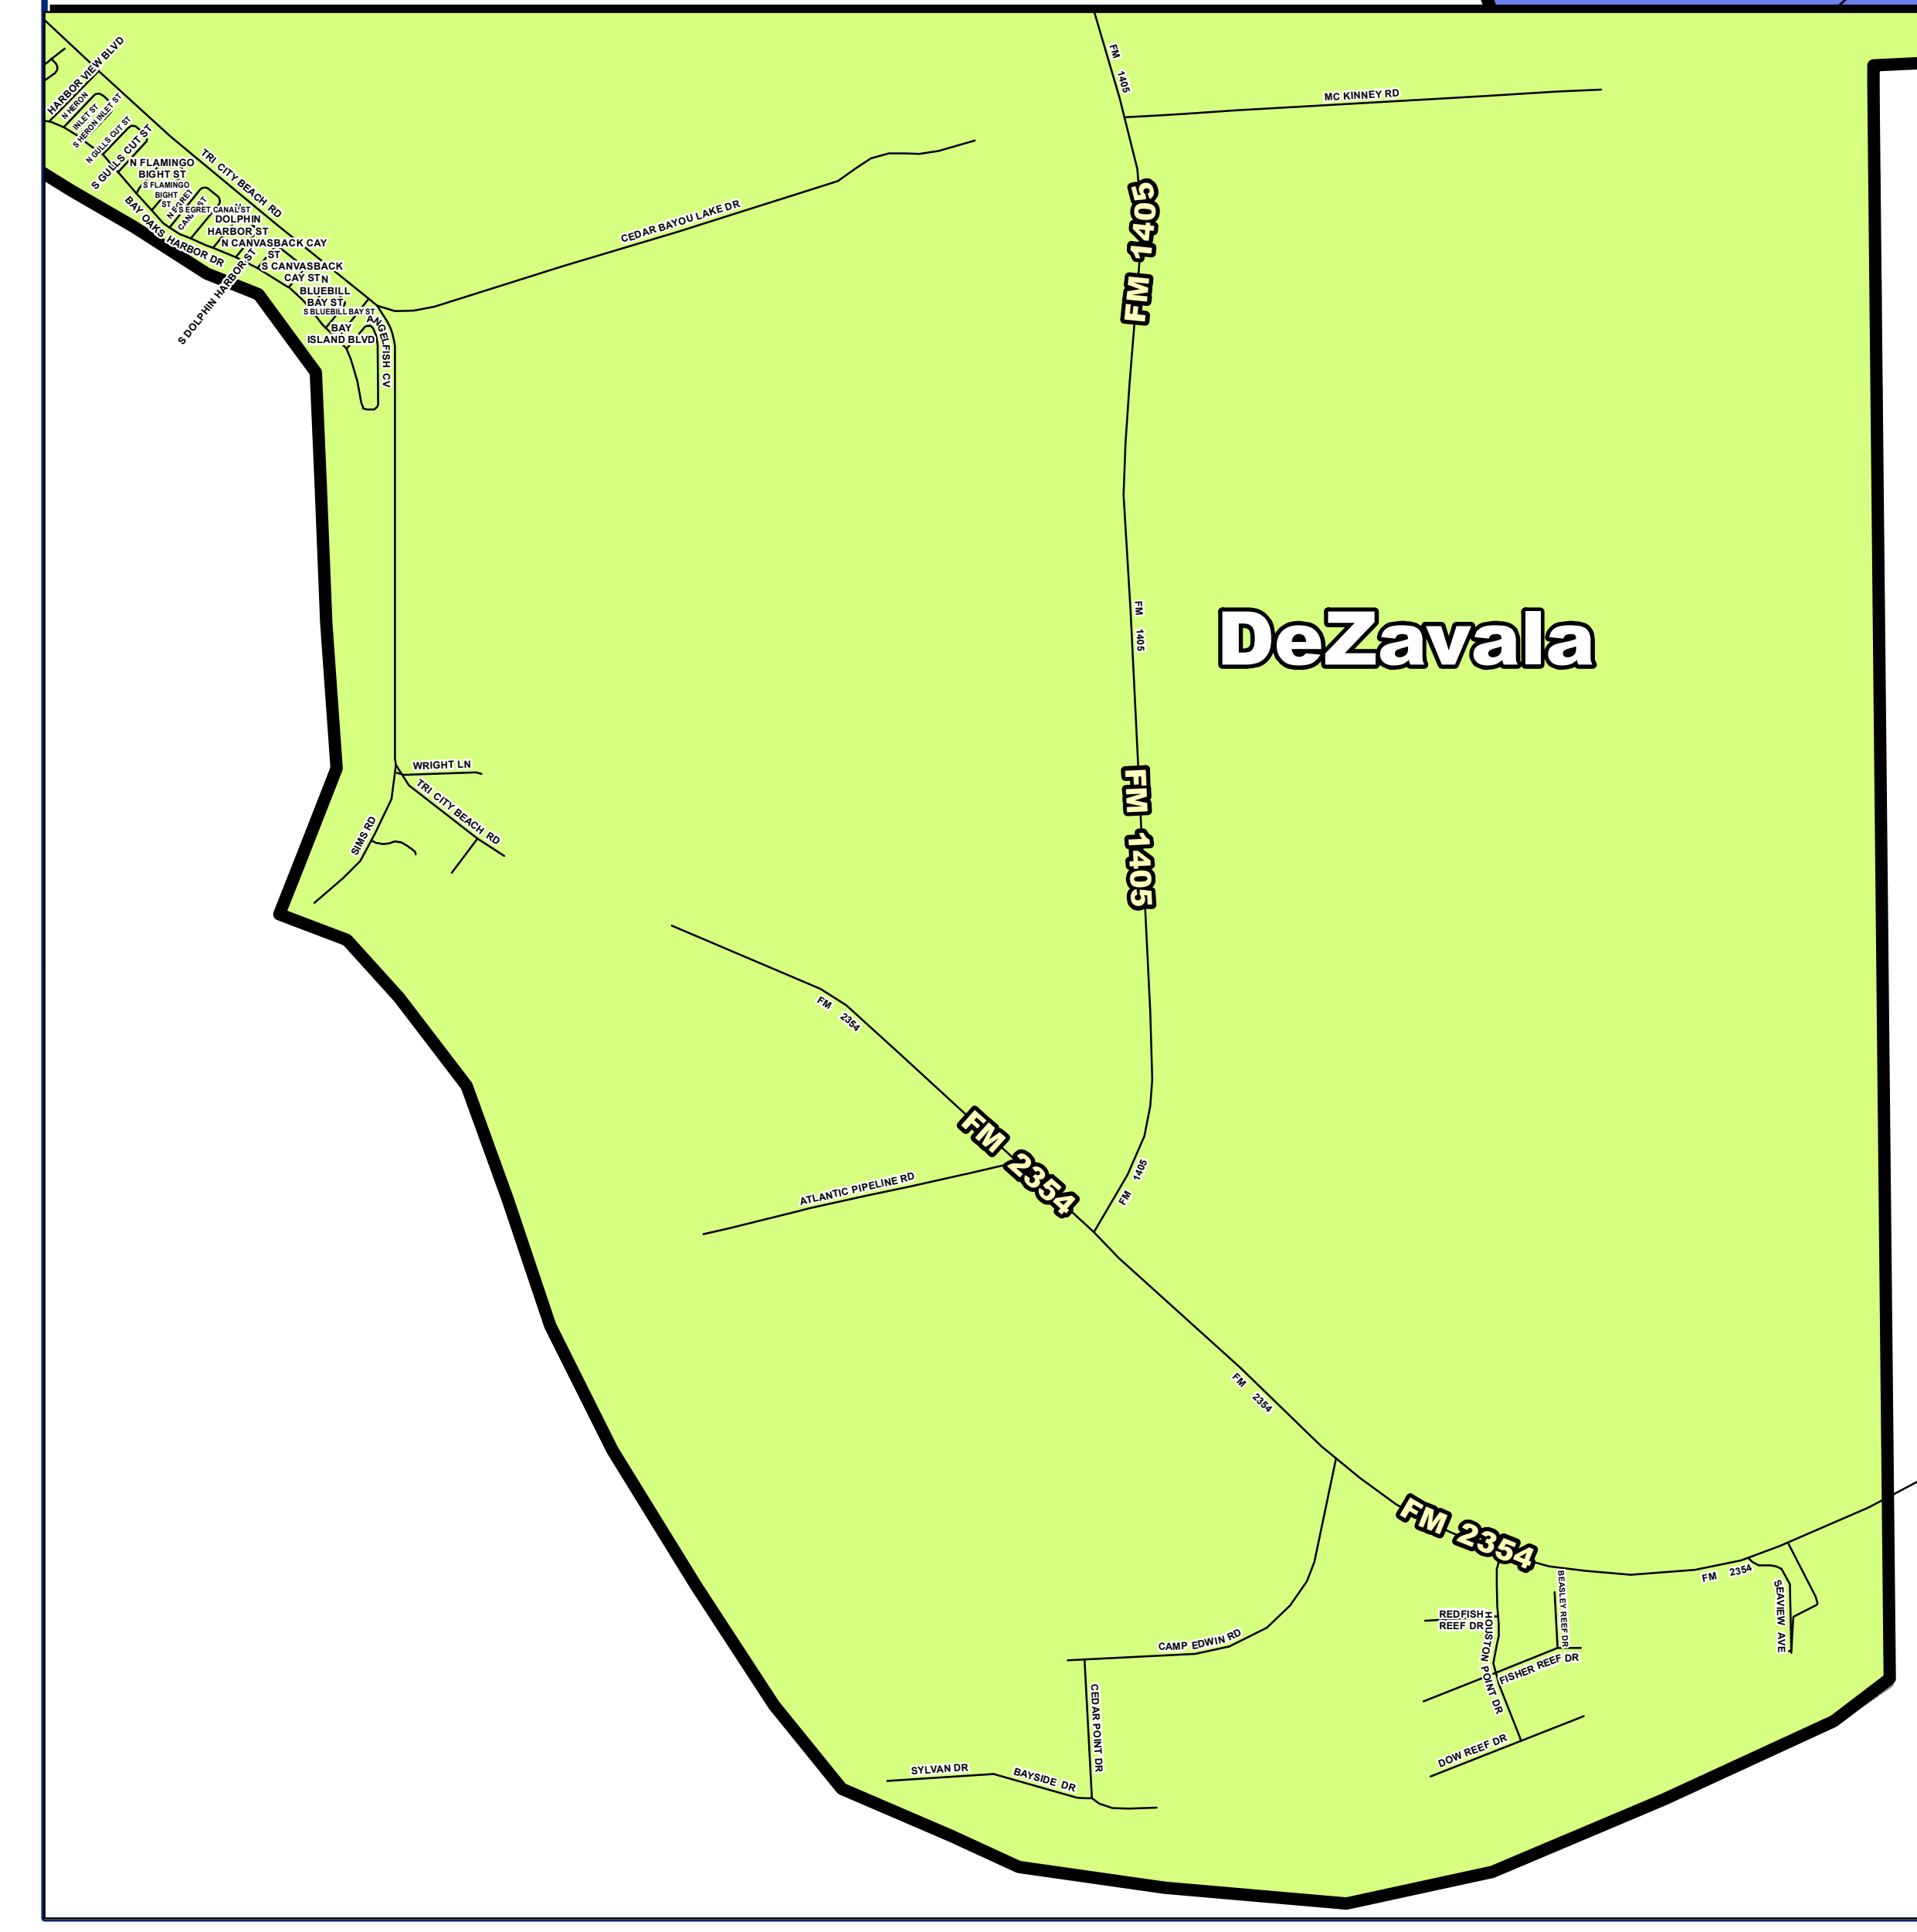 HARBOR VIEW BLVD
N HERON
INLET ST
S HERON INLET ST
N GULLS CUT ST
S GULLS CUT ST
N FLAMINGO
BIGHT ST
S FLAMINGO
BIGHT
ST
N EGRET
CANAL ST
S EGRET CANAL ST
N
DOLPHIN
HARBOR ST
TRI CITY BEACH RD
BAY OAKS HARBOR DR
N CANVASBACK CAY
ST
S CANVASBACK
CAY ST
N
BLUEBILL
BAY ST
S BLUEBILL BAY ST
S DOLPHIN HARBOR ST
BAY
ISLAND BLVD
ANGELFISH CV
CEDAR BAYOU LAKE DR
FM 1405
MC KINNEY RD
FM 1405
FM 1405
DeZavala
FM 1405
WRIGHT LN
TRI CITY BEACH RD
SIMS RD
FM 2354
FM 2354
ATLANTIC PIPELINE RD
FM 1405
FM 2354
FM 2354
FM 2354
SEAVIEW AVE
BEASLEY REEF DR
REDFISH
REEF DR
HOUSTON POINT DR
FISHER REEF DR
DOW REEF DR
CAMP EDWIN RD
CEDAR POINT DR
SYLVAN DR
BAYSIDE DR